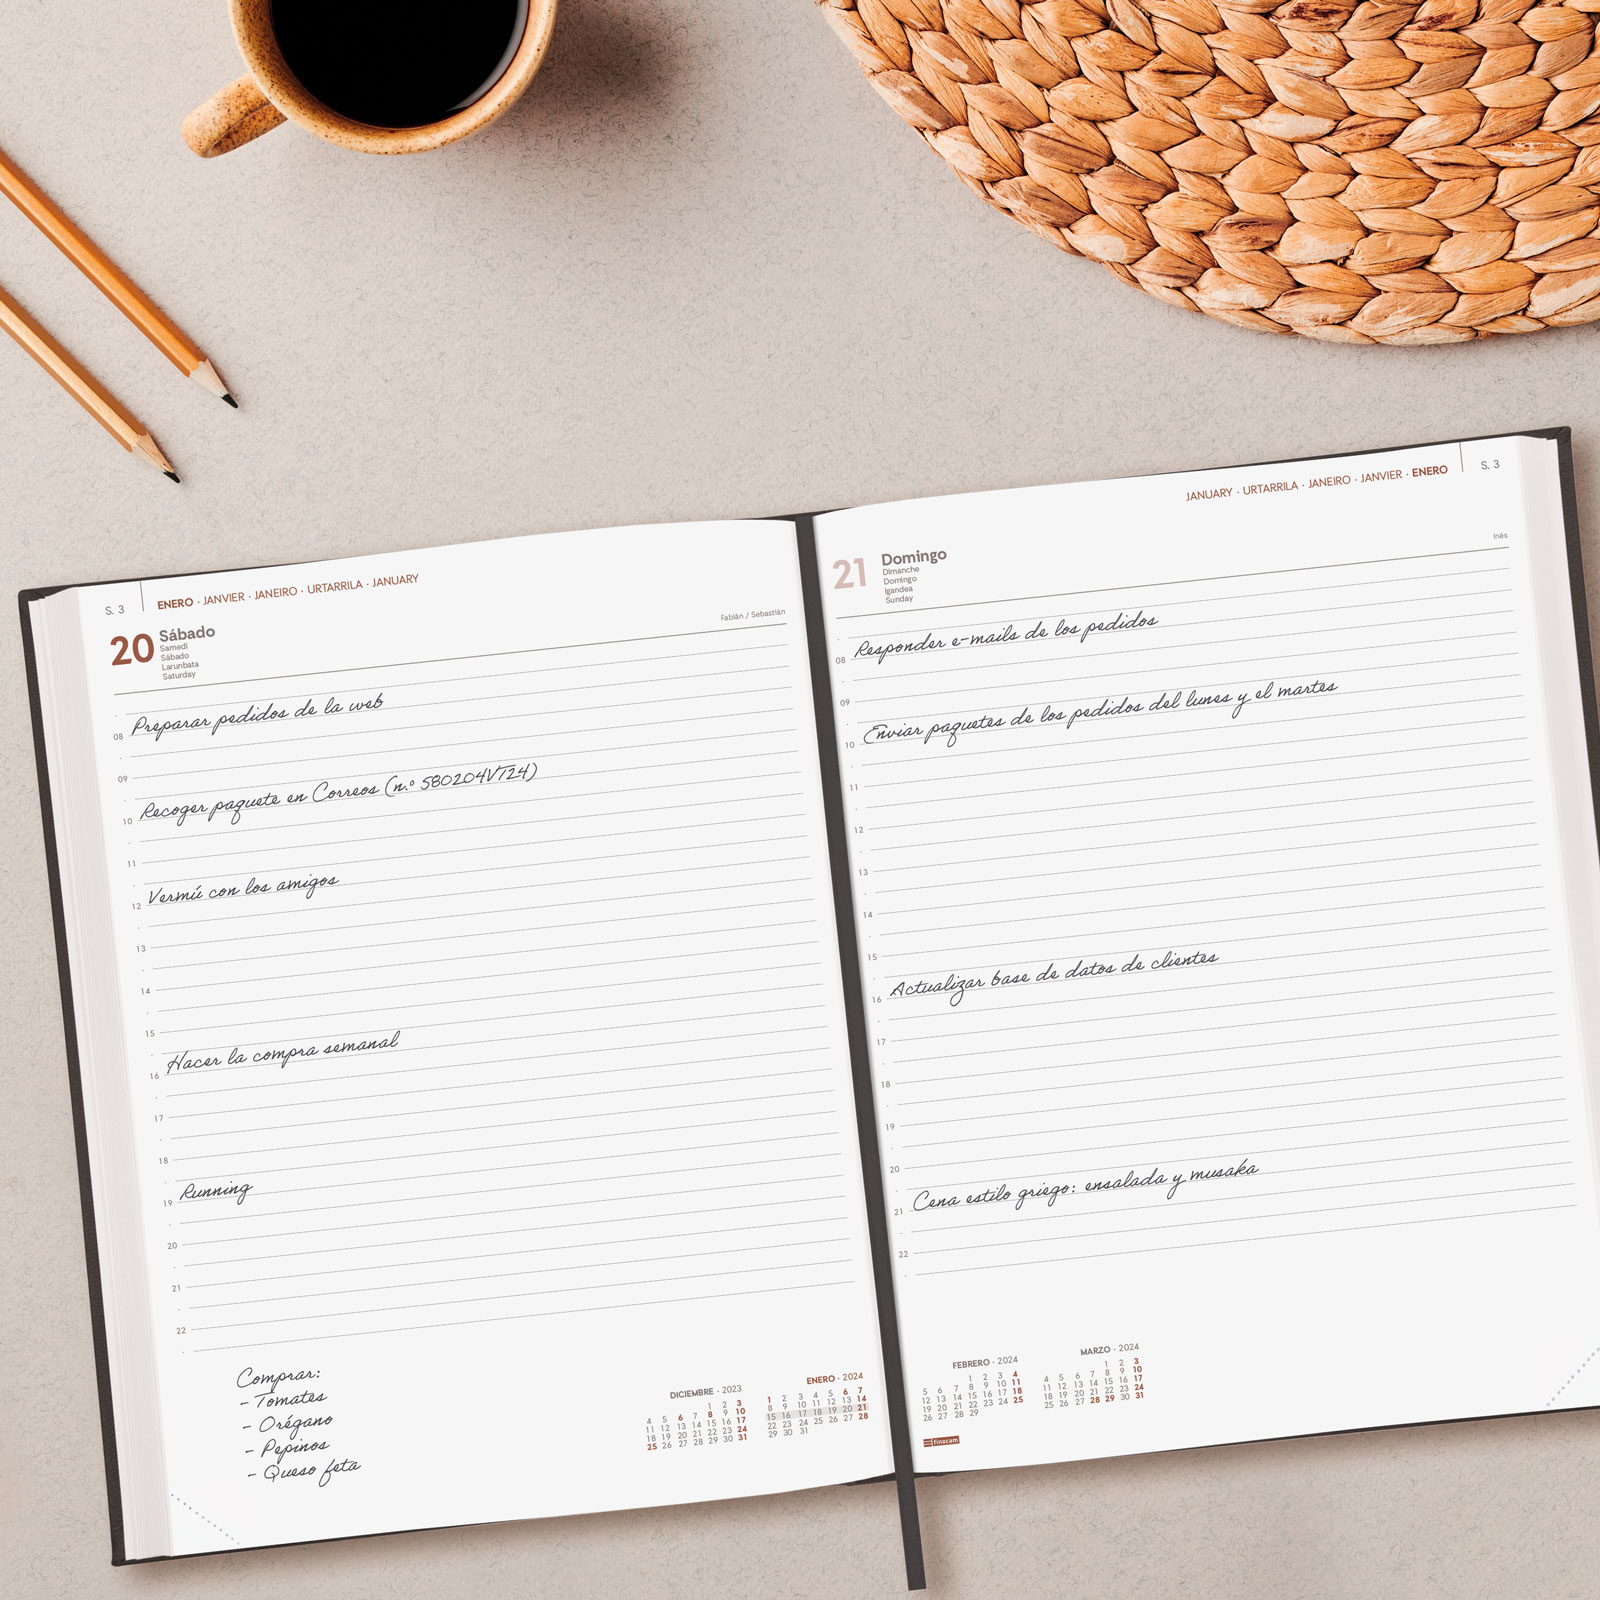 S. 3
ENERO · JANVIER · JANEIRO · URTARRILA · JANUARY
20
Sábado
Samedi
Sábado
Larunbata
Saturday
Fabián / Sebastián
08 Preparar pedidos de la web
09
10 Recoger paquete en Correos (n.º 580204VT24)
11
12 Vermú con los amigos
13
14
15
16 Hacer la compra semanal
17
18
19 Running
20
21
22
Comprar:
- Tomates
- Orégano
- Pepinos
- Queso feta
DICIEMBRE · 2023
1 2 3
4 5 6 7 8 9 10
11 12 13 14 15 16 17
18 19 20 21 22 23 24
25 26 27 28 29 30 31
ENERO · 2024
1 2 3 4 5 6 7
8 9 10 11 12 13 14
15 16 17 18 19 20 21
22 23 24 25 26 27 28
29 30 31
JANUARY · URTARRILA · JANEIRO · JANVIER · ENERO
S. 3
21
Domingo
Dimanche
Domingo
Igandea
Sunday
Inés
08 Responder e-mails de los pedidos
09
10 Enviar paquetes de los pedidos del lunes y el martes
11
12
13
14
15
16 Actualizar base de datos de clientes
17
18
19
20
21 Cena estilo griego: ensalada y musaka
22
FEBRERO · 2024
1 2 3 4
5 6 7 8 9 10 11
12 13 14 15 16 17 18
19 20 21 22 23 24 25
26 27 28 29
MARZO · 2024
1 2 3
4 5 6 7 8 9 10
11 12 13 14 15 16 17
18 19 20 21 22 23 24
25 26 27 28 29 30 31
finocam